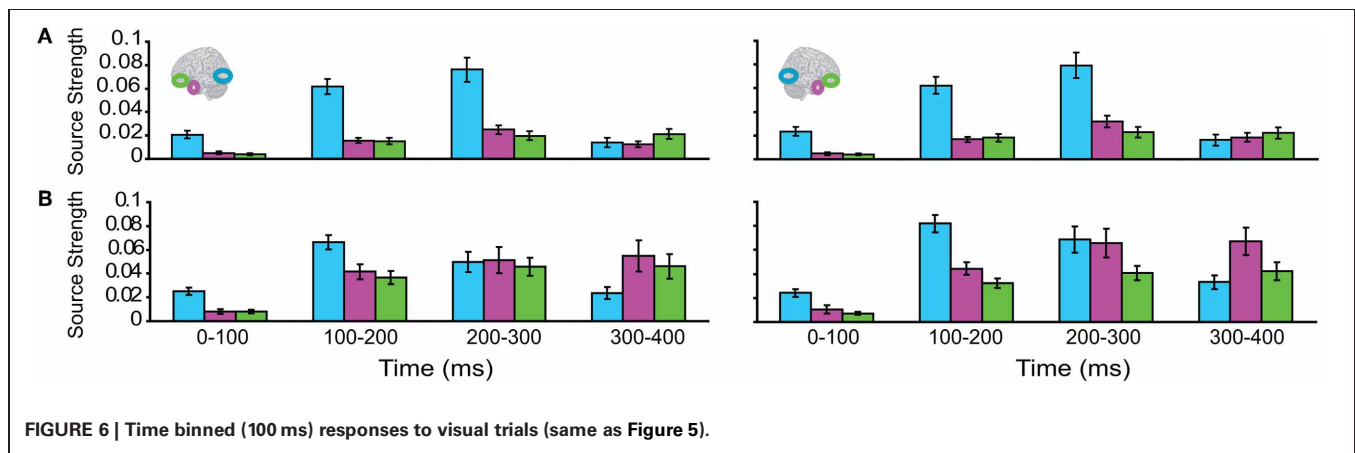 A
Source Strength
0.1
0.08
0.06
0.04
0.02
0
B
Source Strength
0.1
0.08
0.06
0.04
0.02
0
0-100 100-200 200-300 300-400
Time (ms)
0-100 100-200 200-300 300-400
Time (ms)
FIGURE 6 | Time binned (100 ms) responses to visual trials (same as Figure 5).